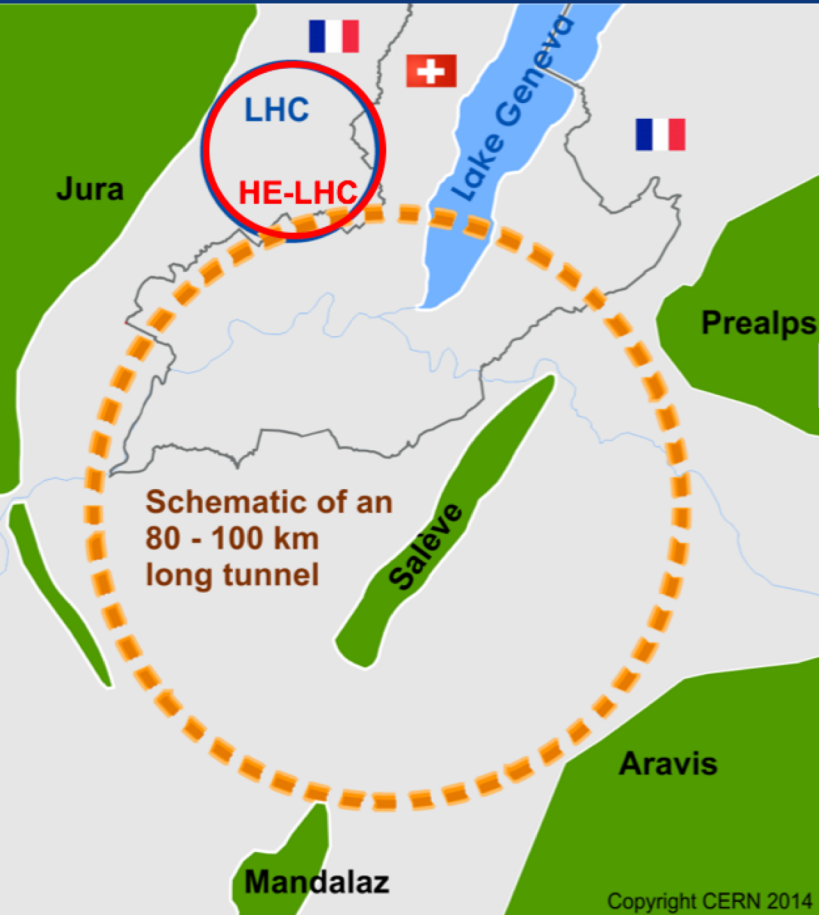 LHC
Lake Geneva
Jura
HE-LHC
Prealps
Schematic of an
80 - 100 km
long tunnel
Salève
Aravis
Mandalaz
Copyright CERN 2014